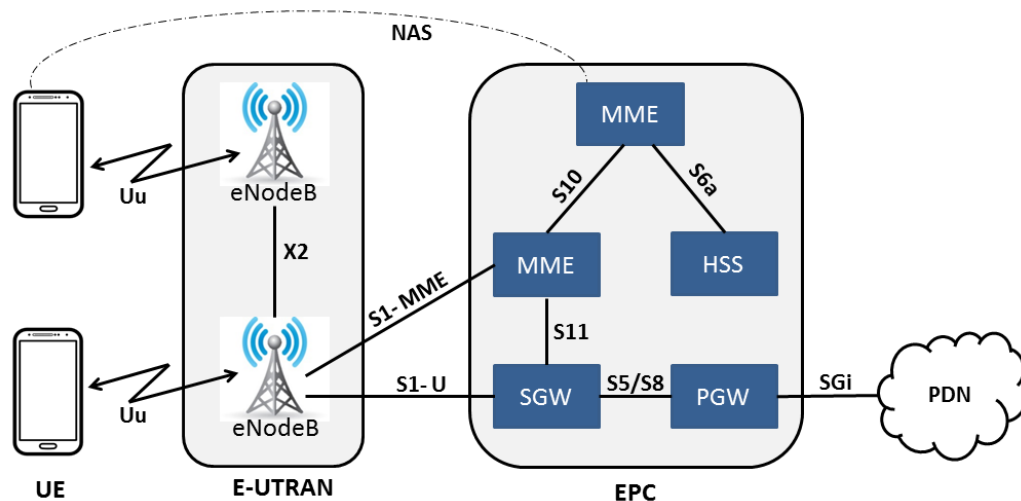 NAS
MME
Uu
eNodeB
S10
S6a
X2
MME
HSS
S1- MME
S11
Uu
eNodeB
S1- U
SGW
S5/S8
PGW
SGi
PDN
UE
E-UTRAN
EPC